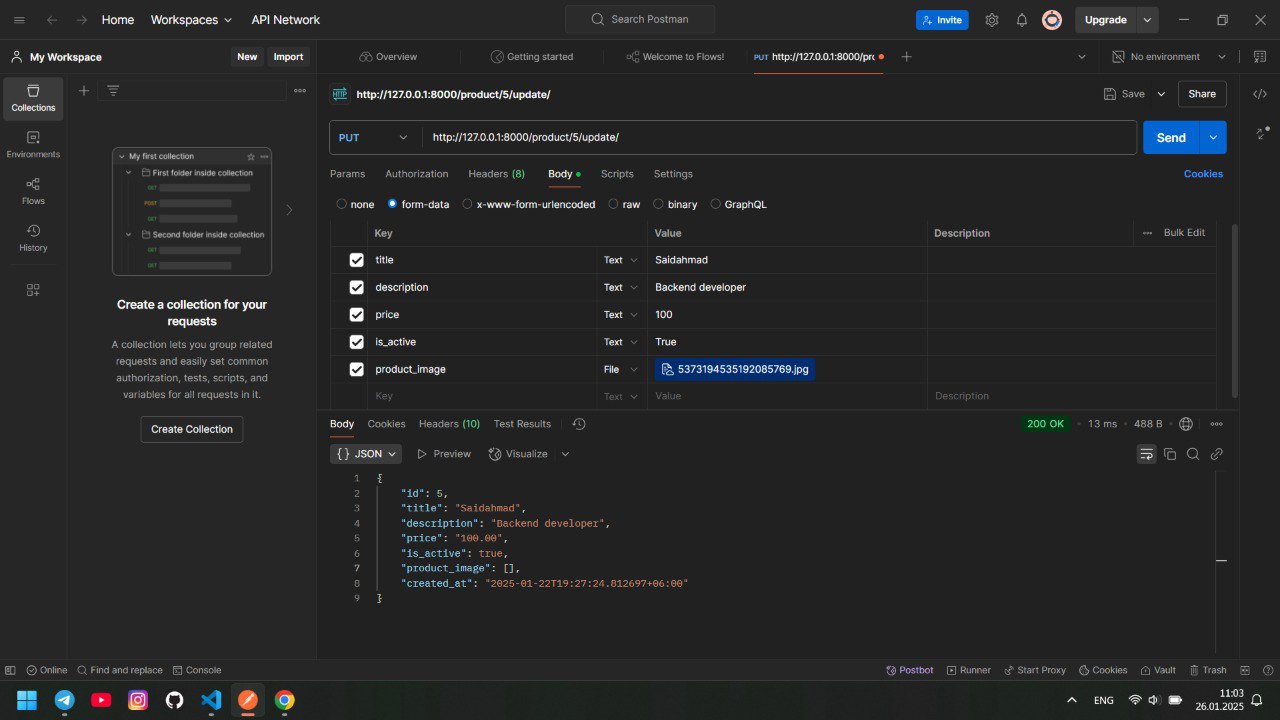 Home Workspaces API Network Search Postman Invite Upgrade
My Workspace New Import Overview Getting started Welcome to Flows! PUT http://127.0.0.1:8000/pro No environment
Collections
Environments
Flows
History
My first collection
First folder inside collection
GET
POST
GET
Second folder inside collection
GET
GET
Create a collection for your
requests
A collection lets you group related
requests and easily set common
authorization, tests, scripts, and
variables for all requests in it.
Create Collection
HTTP http://127.0.0.1:8000/product/5/update/ Save Share
PUT http://127.0.0.1:8000/product/5/update/ Send
Params Authorization Headers (8) Body Scripts Settings Cookies
none form-data x-www-form-urlencoded raw binary GraphQL
Key Value Description Bulk Edit
title Text Saidahmad
description Text Backend developer
price Text 100
is_active Text True
product_image File 5373194535192085769.jpg
Key Text Value Description
Body Cookies Headers (10) Test Results 200 OK 13 ms 488 B
{} JSON Preview Visualize
1 {
2 "id": 5,
3 "title": "Saidahmad",
4 "description": "Backend developer",
5 "price": "100.00",
6 "is_active": true,
7 "product_image": [],
8 "created_at": "2025-01-22T19:27:24.812697+06:00"
9 }
Online Find and replace Console Postbot Runner Start Proxy Cookies Vault Trash
ENG 11:03
26.01.2025